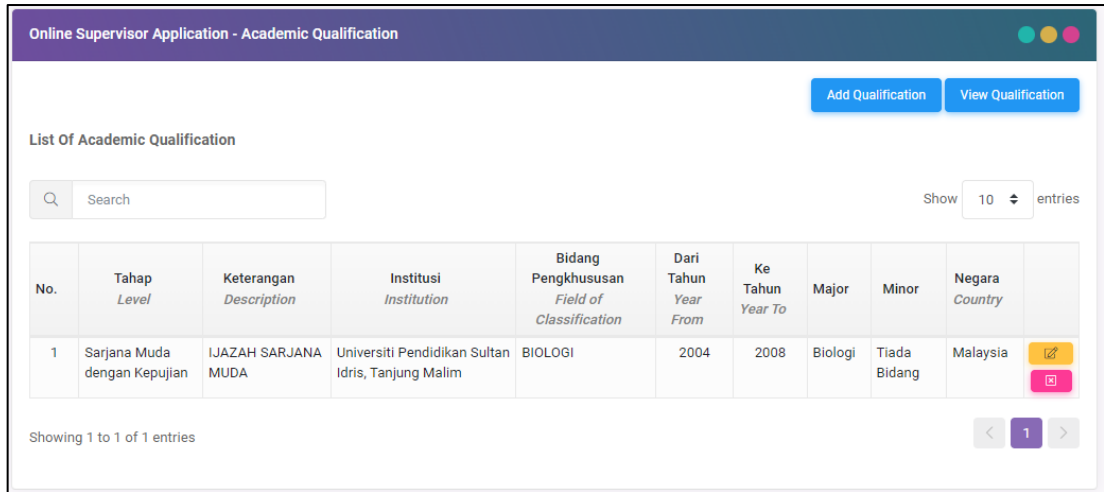 Online Supervisor Application - Academic Qualification
Add Qualification View Qualification
List Of Academic Qualification
Search
Show 10 entries
No.
Tahap
Level
Keterangan
Description
Institusi
Institution
Bidang
Pengkhususan
Field of
Classification
Dari
Tahun
Year
From
Ke
Tahun
Year To
Major
Minor
Negara
Country
1
Sarjana Muda
dengan Kepujian
IJAZAH SARJANA
MUDA
Universiti Pendidikan Sultan
Idris, Tanjung Malim
BIOLOGI
2004
2008
Biologi
Tiada
Bidang
Malaysia
Showing 1 to 1 of 1 entries
< 1 >